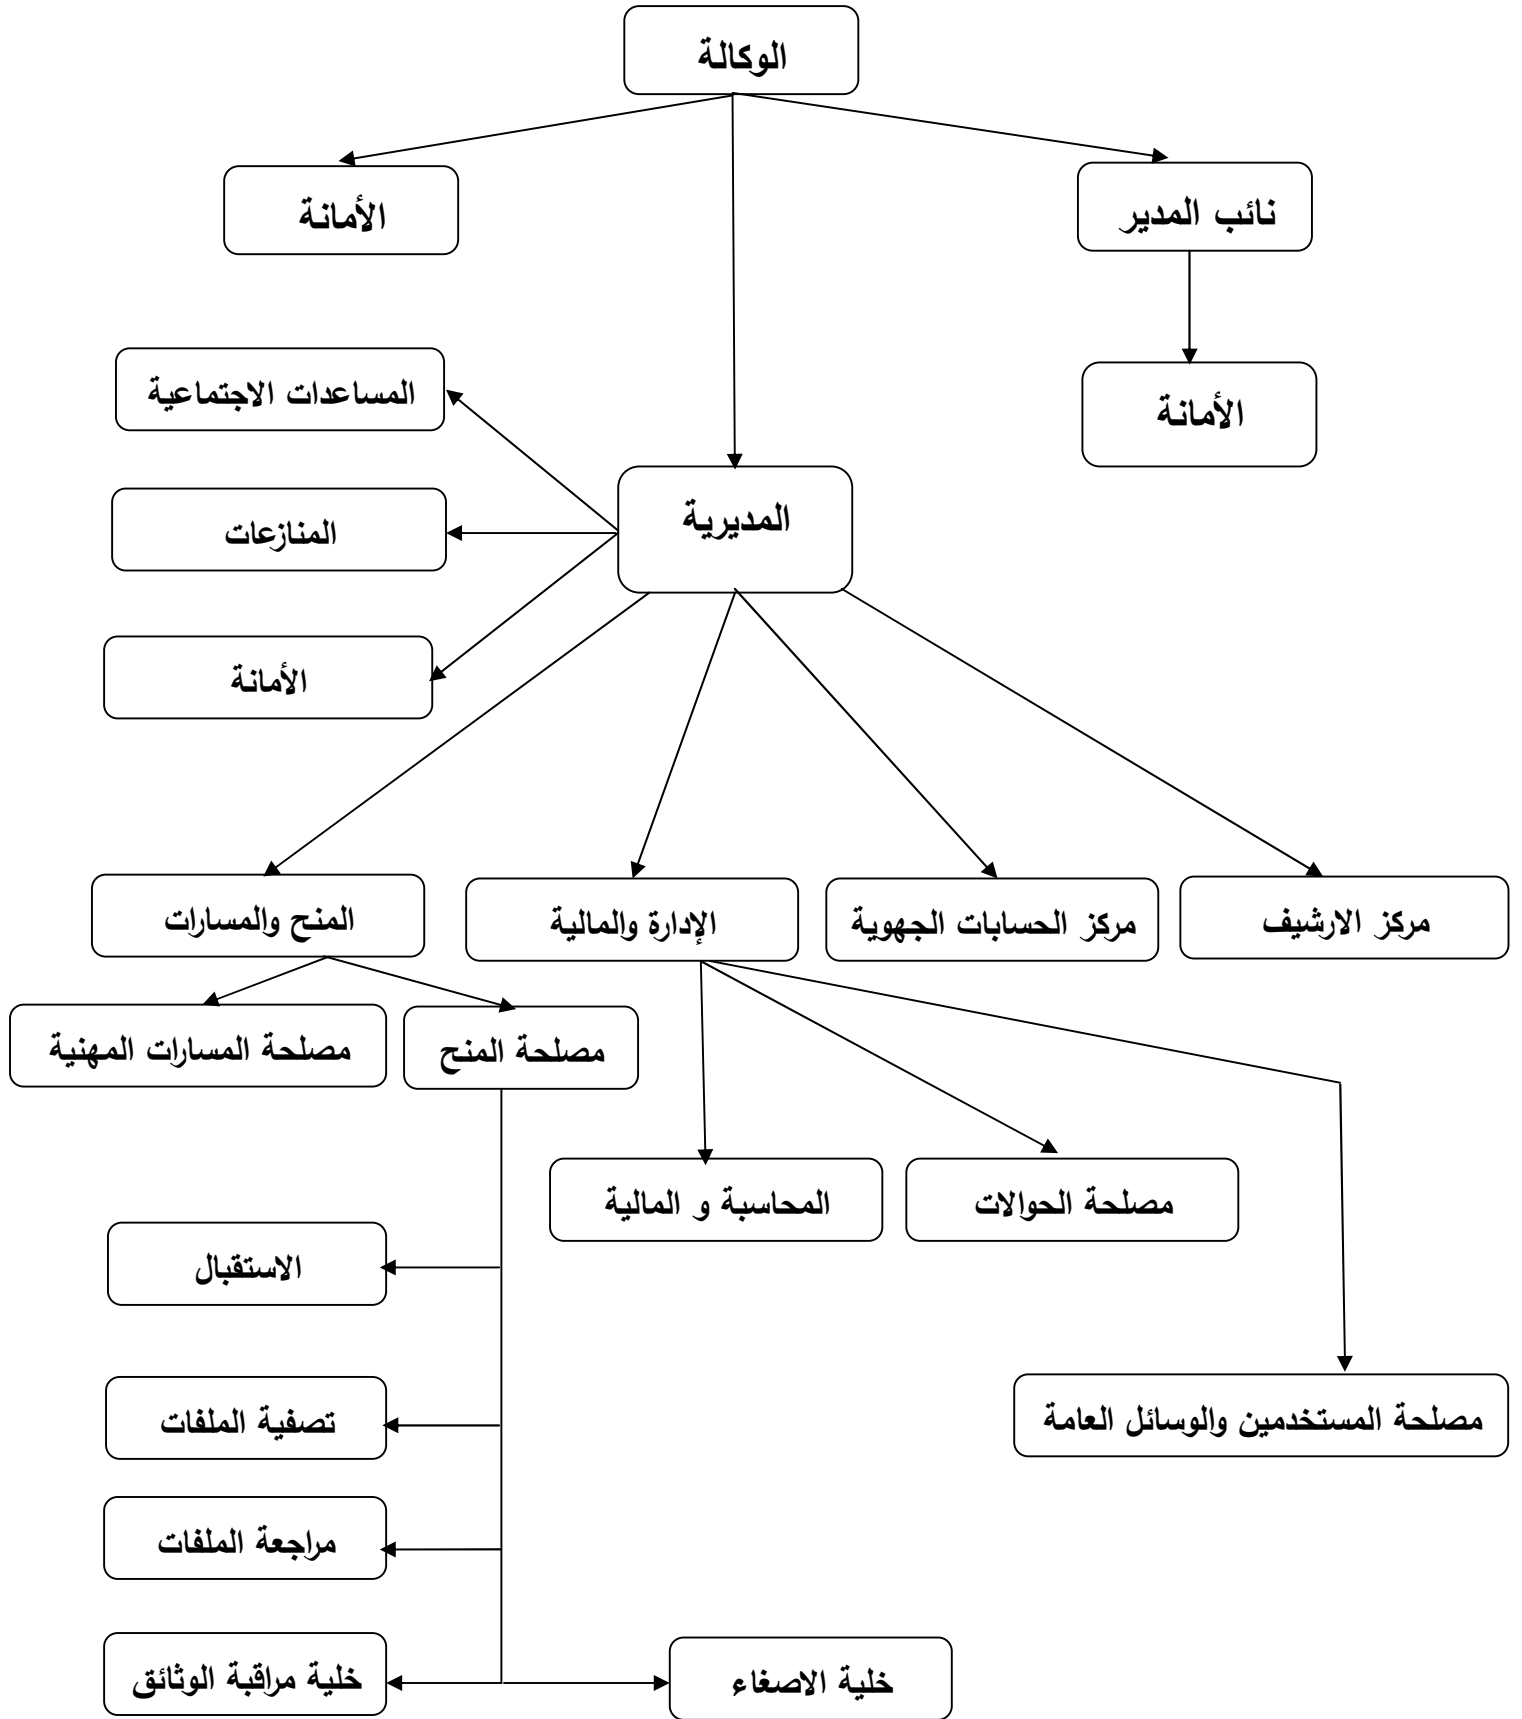 الوكالة
نائب المدير
الأمانة
الأمانة
المساعدات الاجتماعية
المديرية
المنازعات
الأمانة
مركز الارشيف
مركز الحسابات الجهوية
الإدارة والمالية
المنح والمسارات
مصلحة المنح
مصلحة المسارات المهنية
مصلحة الحوالات
المحاسبة و المالية
الاستقبال
مصلحة المستخدمين والوسائل العامة
تصفية الملفات
مراجعة الملفات
خلية الاصغاء
خلية مراقبة الوثائق